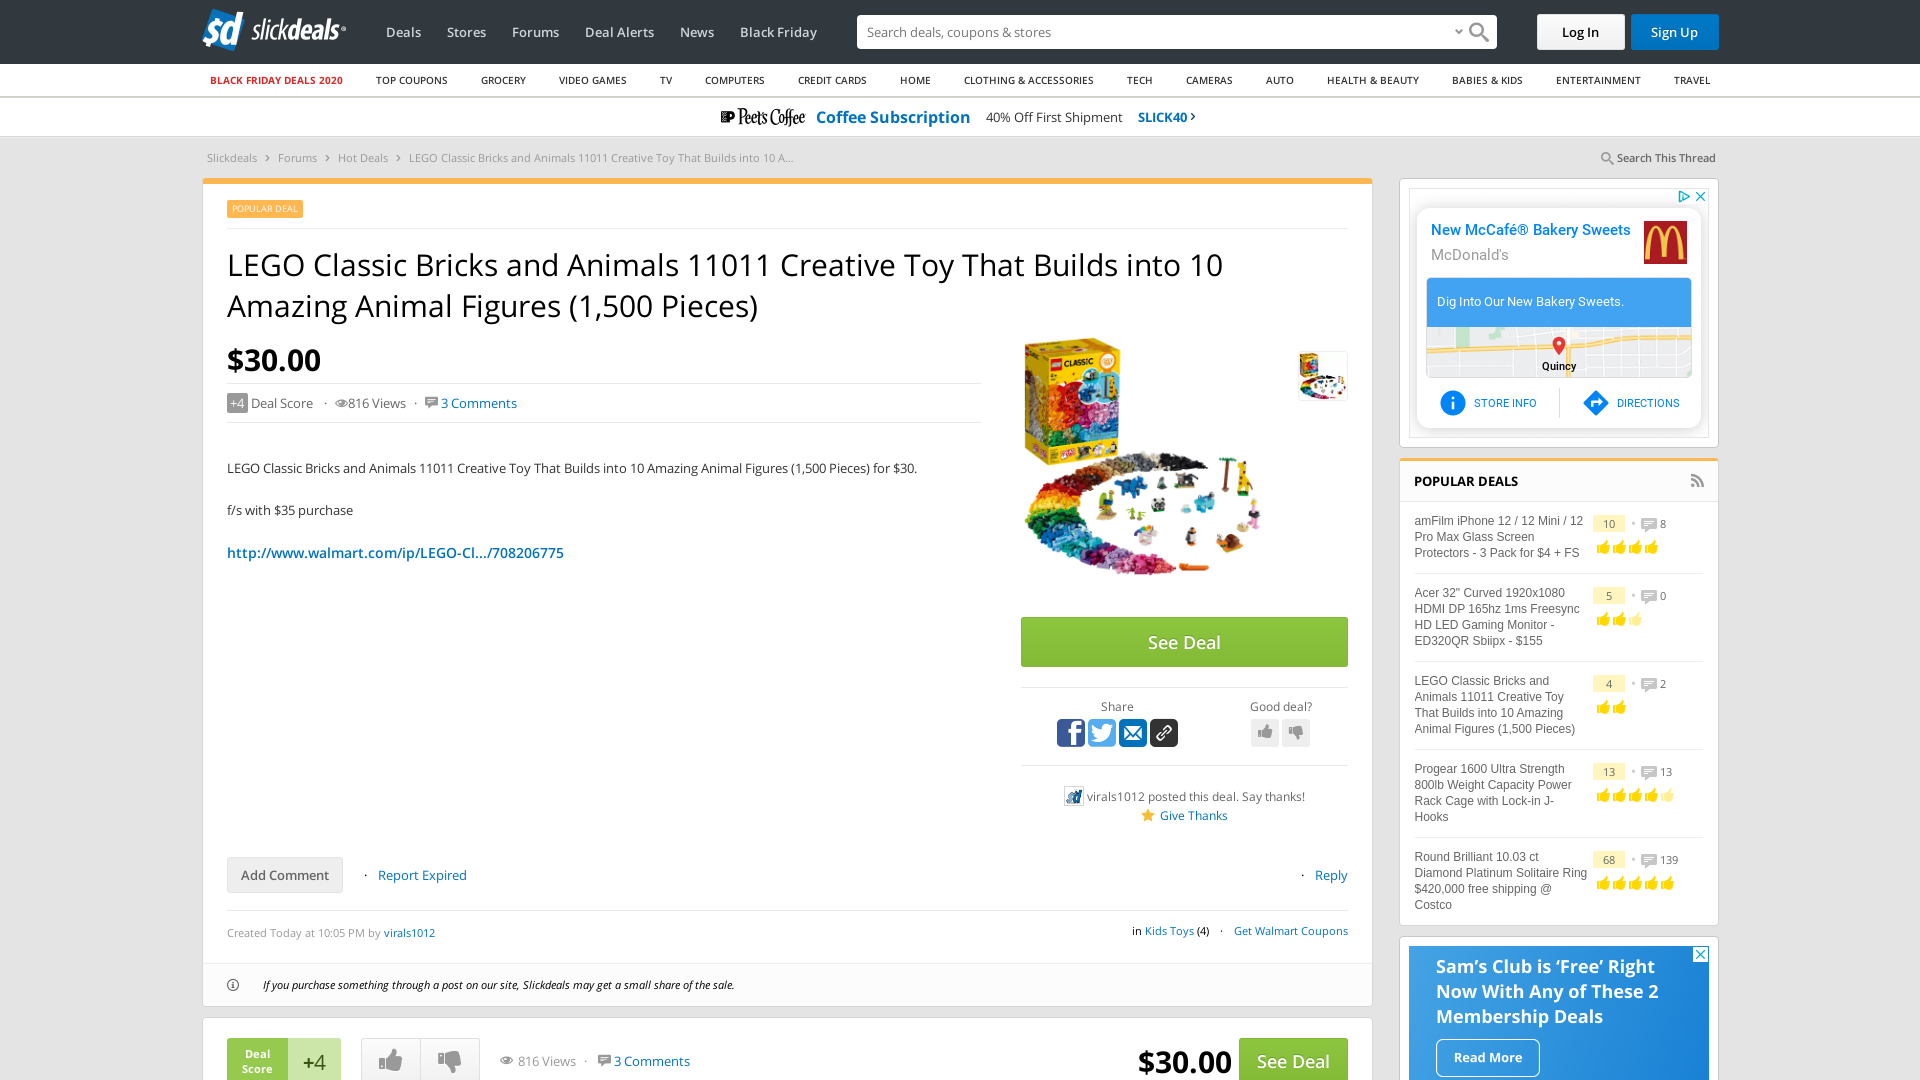 slickdeals
Deals
Stores
Forums
Deal Alerts
News
Black Friday
Search deals, coupons & search deals, coupons & stocks
Log In
Sign Up
BLACK FRIDAY DEALS 2020
TOP COUPONS
GROCERY
VIDEO GAMES
TV
COMPUTERS
CREDIT CARDS
HOME
CLOTHING & ACCESSORIES
TECH
CAMERAS
AUTO
HEALTH & BEAUTY
BABIES & KIDS
ENTERTAINMENT
TRAVEL
Peet's Coffee Coffee Subscription 40% Off First Shipment SLICK40
Slickdeals > Forums > Hot Deals > LEGO Classic Bricks and Animals 11011 Creative Toy That Builds into 10 A...
Search This Thread
POPULAR DEAL
LEGO Classic Bricks and Animals 11011 Creative Toy That Builds into 10
Amazing Animal Figures (1,500 Pieces)
$30.00
+4 Deal Score · 816 Views · 3 Comments
LEGO Classic Bricks and Animals 11011 Creative Toy That Builds into 10 Amazing Animal Figures (1,500 Pieces) for $30.
f/s with $35 purchase
http://www.walmart.com/ip/LEGO-Cl.../708206775
CLASSIC
See Deal
Share
Good deal?
virals1012 posted this deal. Say thanks!
Give Thanks
Add Comment
· Report Expired
· Reply
Created Today at 10:05 PM by virals1012
in Kids Toys (4) · Get Walmart Coupons
If you purchase something through a post on our site, Slickdeals may get a small share of the sale.
Deal
Score
+4
816 Views · 3 Comments
$30.00
See Deal
New McCafé® Bakery Sweets
McDonald's
Dig Into Our New Bakery Sweets.
Quincy
STORE INFO
DIRECTIONS
POPULAR DEALS
amFilm iPhone 12 / 12 Mini / 12
Pro Max Glass Screen
Protectors - 3 Pack for $4 + FS
10 · 8
Acer 32" Curved 1920x1080
HDMI DP 165hz 1ms Freesync
HD LED Gaming Monitor -
ED320QR Sbiipx - $155
5 · 0
LEGO Classic Bricks and
Animals 11011 Creative Toy
That Builds into 10 Amazing
Animal Figures (1,500 Pieces)
4 · 2
Progear 1600 Ultra Strength
800lb Weight Capacity Power
Rack Cage with Lock-in J-
Hooks
13 · 13
Round Brilliant 10.03 ct
Diamond Platinum Solitaire Ring
$420,000 free shipping @
Costco
68 · 139
Sam's Club is ‘Free’ Right
Now With Any of These 2
Membership Deals
Read More